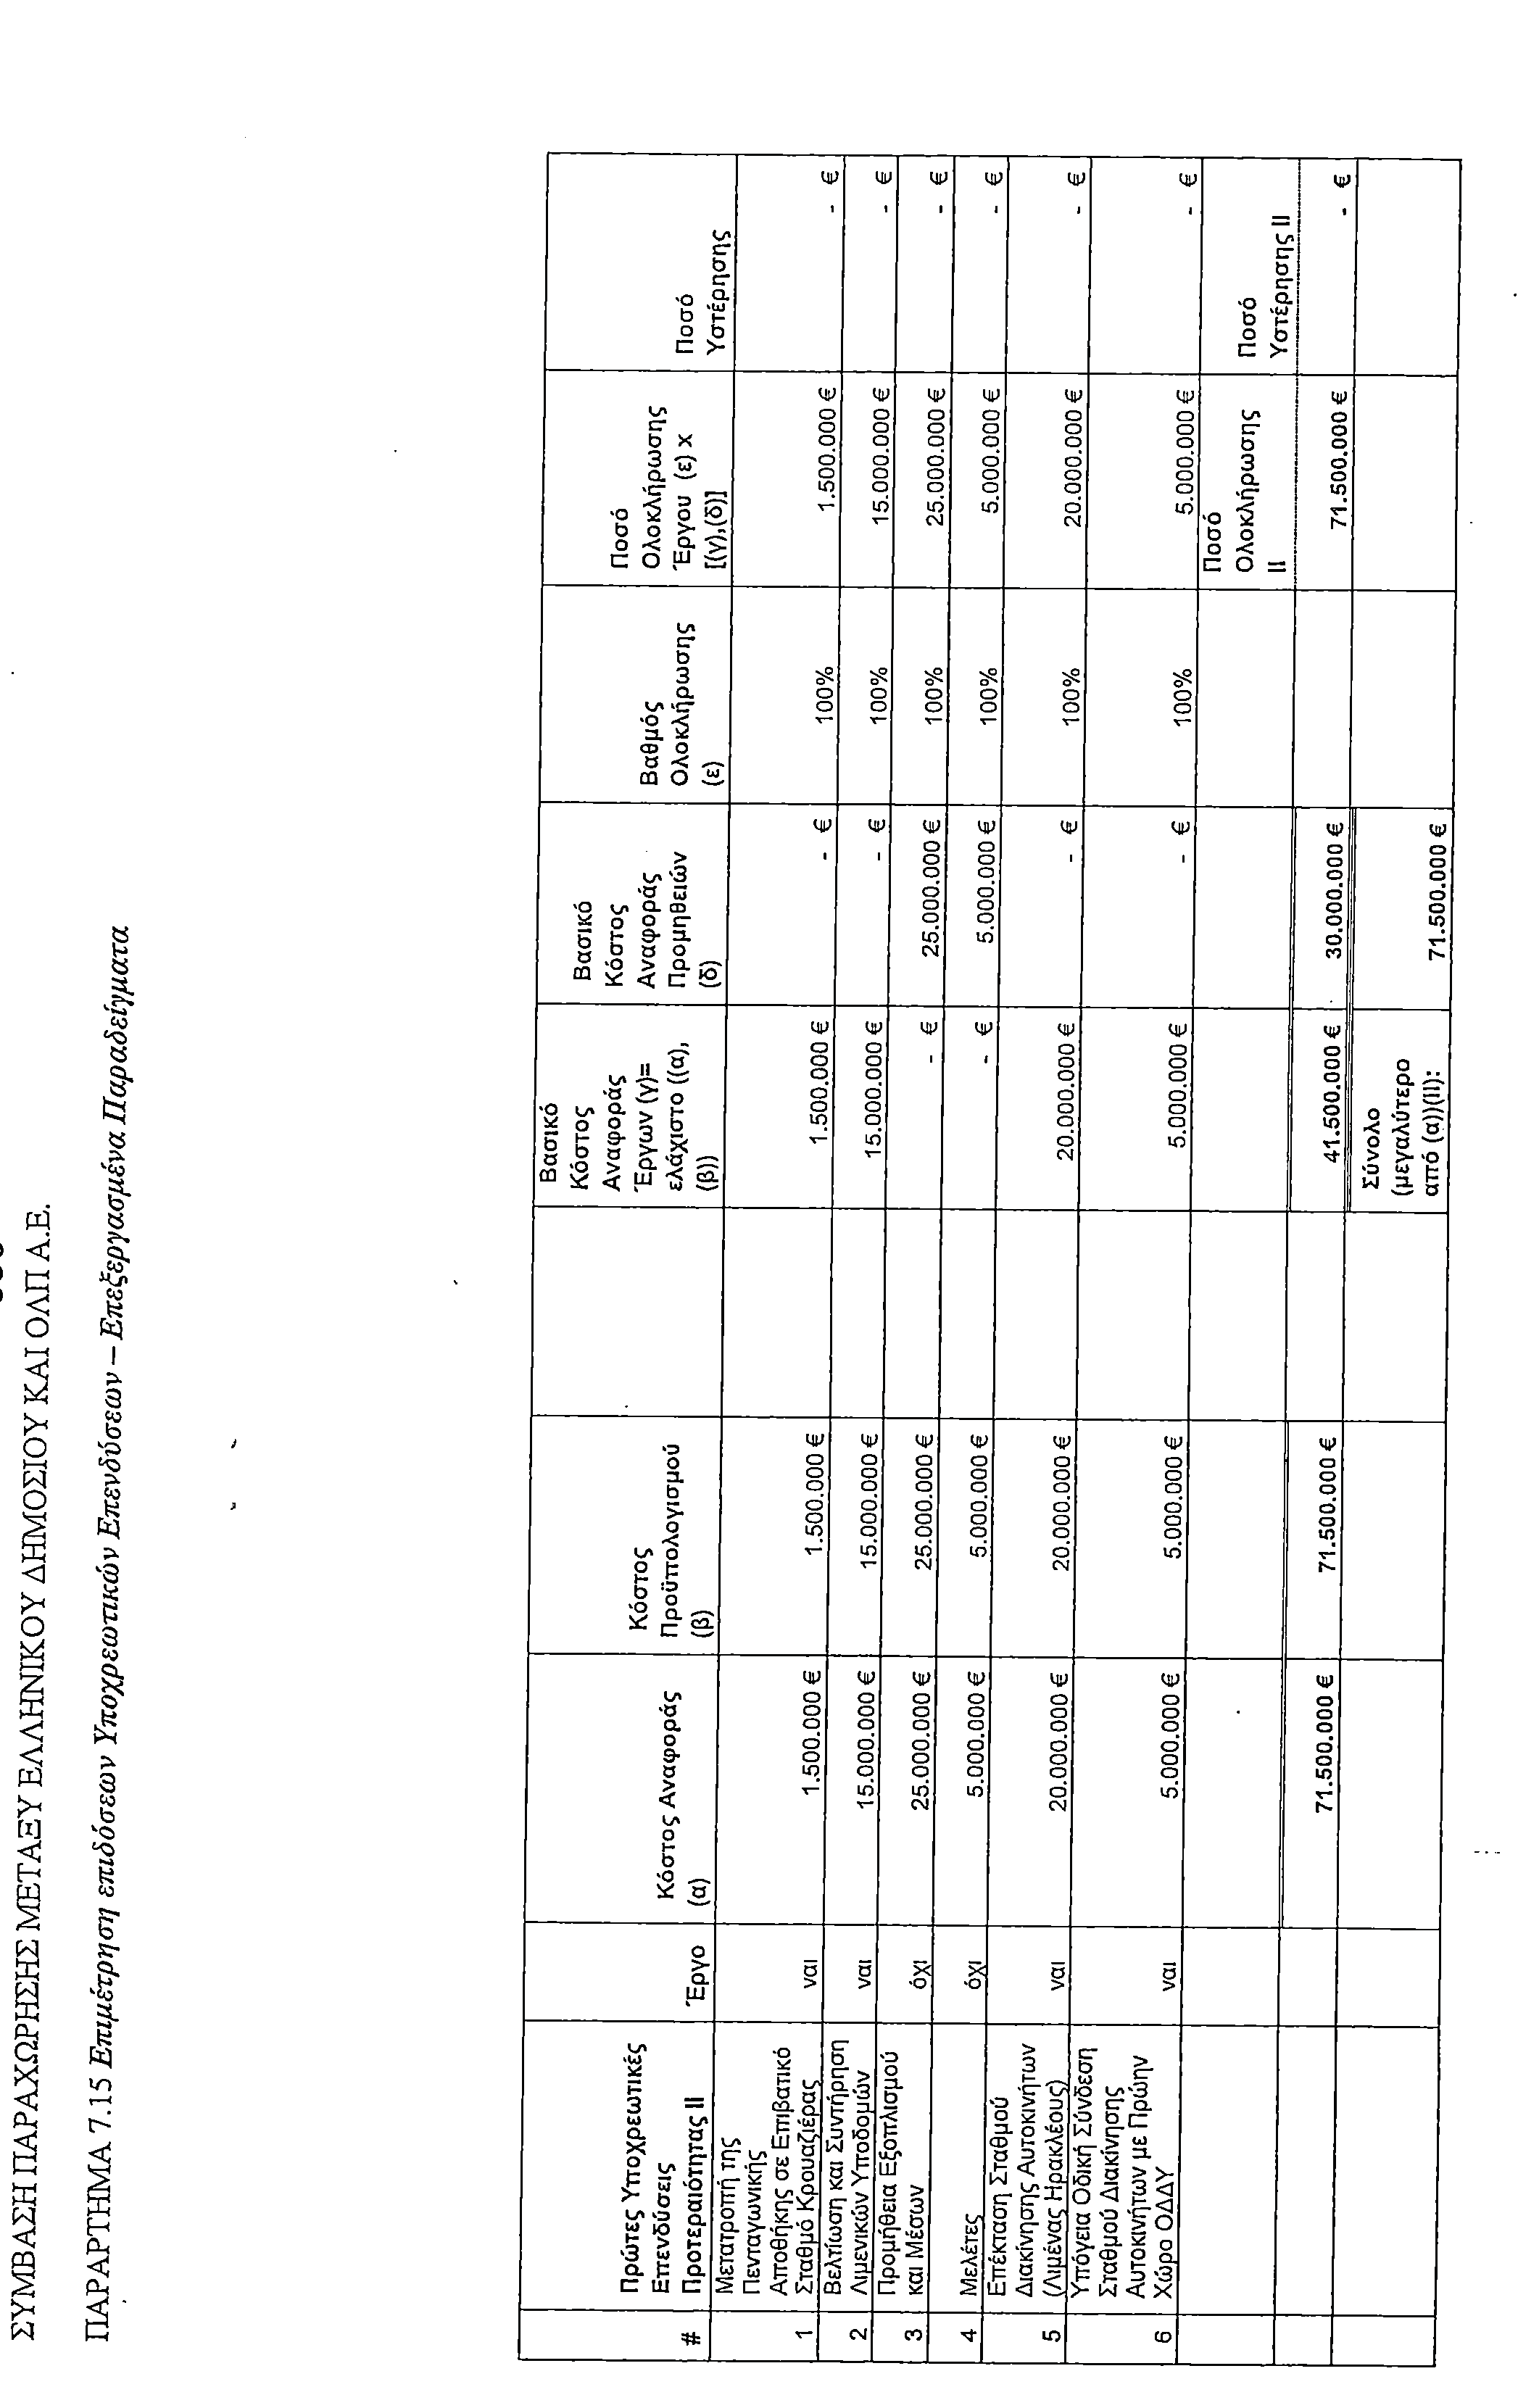 ΣΥΜΒΑΣΗ ΠΑΡΑΧΩΡΗΣΗΣ ΜΕΤΑΞΥ ΕΛΛΗΝΙΚΟΥ ΔΗΜΟΣΙΟΥ ΚΑΙ ΟΛΠ Α.Ε.
ΠΑΡΑΡΤΗΜΑ 7.15 Επιμέτρηση επιδόσεων Υποχρεωτικών Επενδύσεων – Επεξεργασμένα Παραδείγματα
#
Πρώτες Υποχρεωτικές
Επενδύσεις
Προτεραιότητας II
Έργο
Κόστος Αναφοράς
(α)
Κόστος
Προϋπολογισμού
(β)
Βασικό
Κόστος
Αναφοράς
Έργων (γ)=
ελάχιστο ((α),
(β))
Βασικό
Κόστος
Αναφοράς
Προμηθειών
(δ)
Βαθμός
Ολοκλήρωσης
(ε)
Ποσό
Ολοκλήρωσης
Έργου (ε) x
[(γ),(δ)]
Ποσό
Υστέρησης
1
Μετατροπή της
Πενταγωνικής
Αποθήκης σε Επιβατικό
Σταθμό Κρουαζιέρας
ναι
1.500.000 €
1.500.000 €
1.500.000 €
- €
100%
1.500.000 €
- €
2
Βελτίωση και Συντήρηση
Λιμενικών Υποδομών
ναι
15.000.000 €
15.000.000 €
15.000.000 €
- €
100%
15.000.000 €
- €
3
Προμήθεια Εξοπλισμού
και Μέσων
όχι
25.000.000 €
25.000.000 €
- €
25.000.000 €
100%
25.000.000 €
- €
4
Μελέτες
όχι
5.000.000 €
5.000.000 €
- €
5.000.000 €
100%
5.000.000 €
- €
5
Επέκταση Σταθμού
Διακίνησης Αυτοκινήτων
(Λιμένας Ηρακλέους)
ναι
20.000.000 €
20.000.000 €
20.000.000 €
- €
100%
20.000.000 €
- €
6
Υπόγεια Οδική Σύνδεση
Σταθμού Διακίνησης
Αυτοκινήτων με Πρώην
Χώρο ΟΔΔΥ
ναι
5.000.000 €
5.000.000 €
5.000.000 €
- €
100%
5.000.000 €
- €
Ποσό
Ολοκλήρωσης
II
Ποσό
Υστέρησης II
71.500.000 €
71.500.000 €
41.500.000 €
30.000.000 €
71.500.000 €
- €
Σύνολο
(μεγαλύτερο
από (α))(II):
71.500.000 €